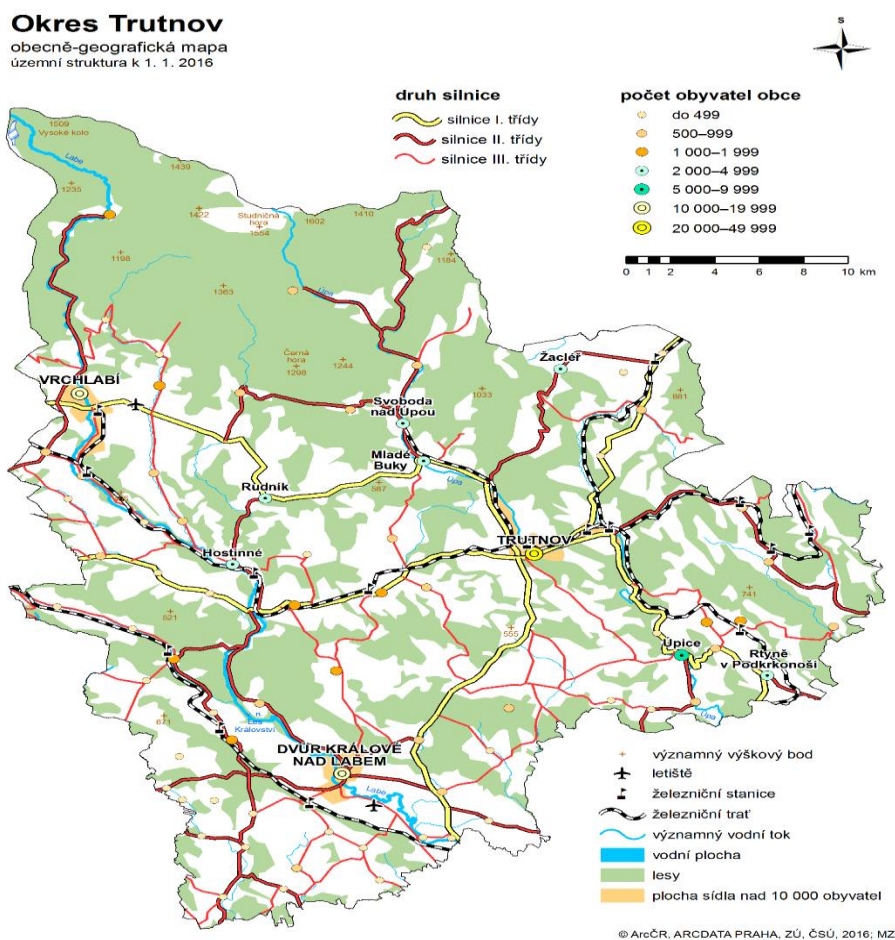 Okres Trutnov
obecně-geografická mapa
územní struktura k 1. 1. 2016
S
druh silnice
silnice I. třídy
silnice II. třídy
silnice III. třídy
počet obyvatel obce
do 499
500–999
1 000–1 999
2 000–4 999
5 000–9 999
10 000–19 999
20 000–49 999
0 1 2 4 6 8 10 km
1509
Vysoké kolo
Labe
1439
1235
1422
Studničná
hora
1554
1602
1410
1198
1184
1363
Úpa
Černá
hora
1298
1244
Žacléř
VRCHLABÍ
Svoboda
nad Úpou
1033
881
Mladé
Buky
587
Úpa
Rudník
TRUTNOV
Hostinné
741
521
555
Úpice
Rtyně
v Podkrkonoší
Úpa
671
n
Les
Království
DVŮR KRÁLOVÉ
NAD LABEM
Labe
významný výškový bod
letiště
železniční stanice
železniční trať
významný vodní tok
vodní plocha
lesy
plocha sídla nad 10 000 obyvatel
© ArcČR, ARCDATA PRAHA, ZÚ, ČSÚ, 2016; MZ